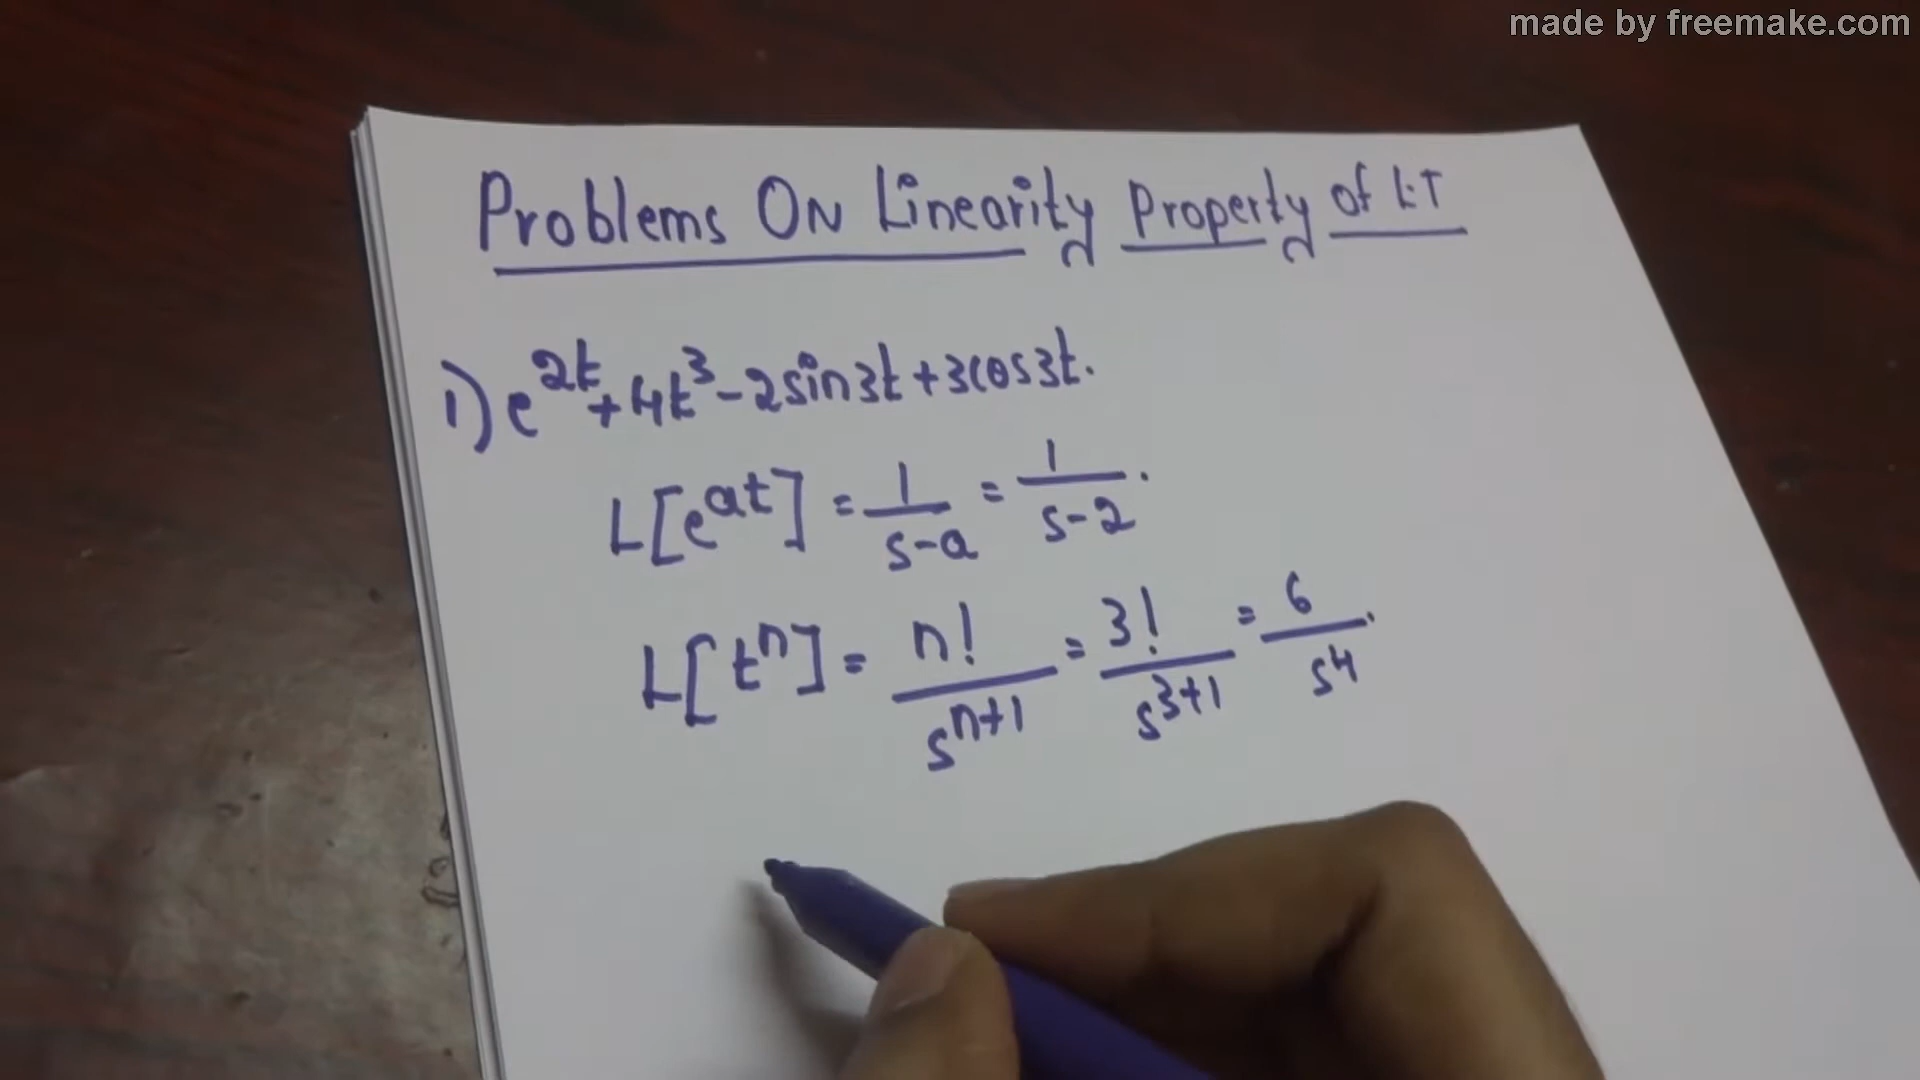 made by freemake.com
Problems ON Linearity Property of L.T
1) e^2t + 4t^3 - 2sin3t + 3cos3t.
L[e^at] = 1/s-a = 1/s-2.
L[t^n] = n!/s^n+1 = 3!/s^3+1 = 6/s^4.